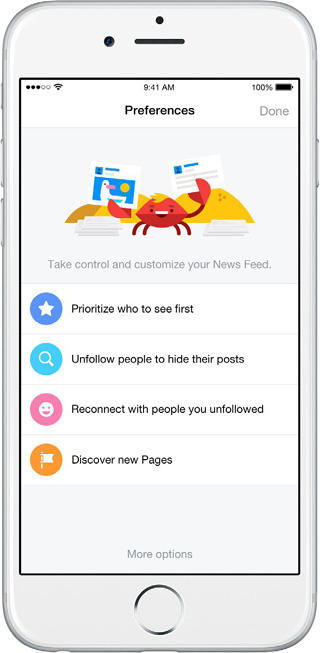 9:41 AM
100%
Preferences
Done
Take control and customize your News Feed.
Prioritize who to see first
Unfollow people to hide their posts
Reconnect with people you unfollowed
Discover new Pages
More options